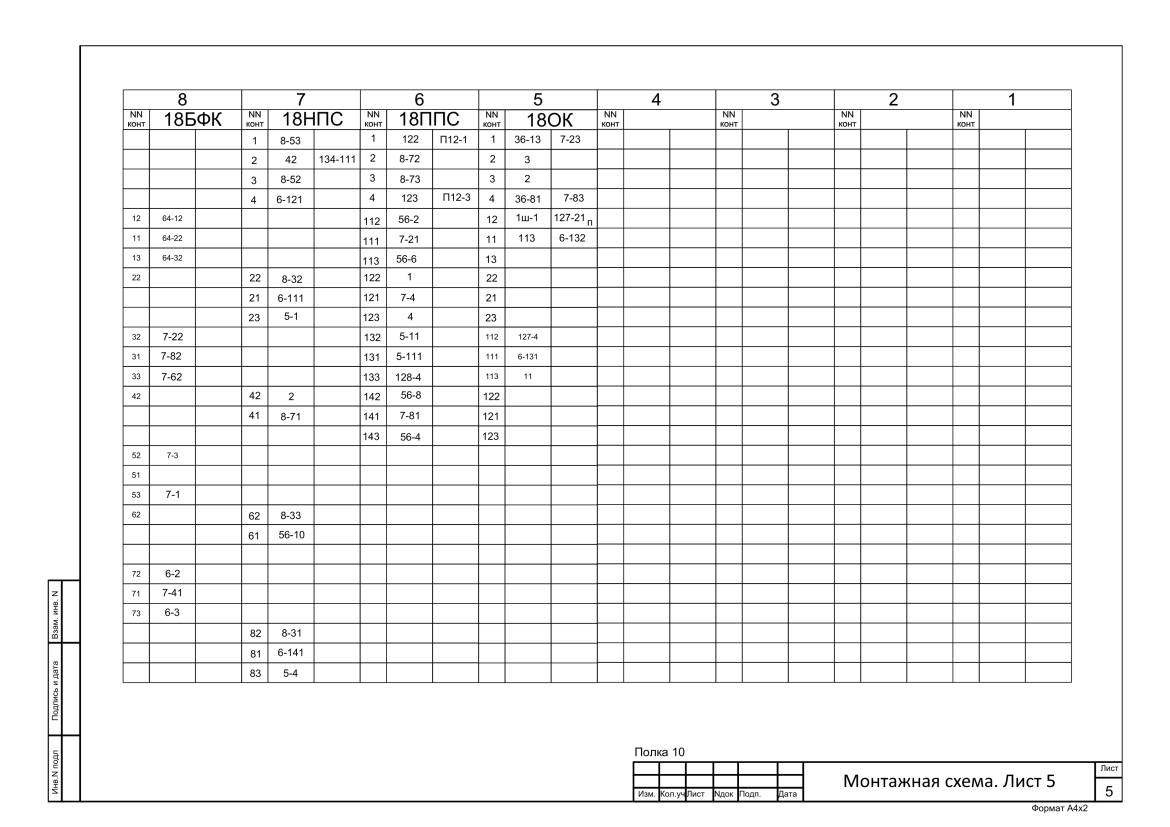 8 7 6 5 4 3 2 1
NN конт 18БФК NN конт 18НПС NN конт 18ППС NN конт 18ОК NN конт NN конт NN конт NN конт
1 8-53 1 122 П12-1 1 36-13 7-23
2 42 134-111 2 8-72 2 3
3 8-52 3 8-73 3 2
4 6-121 4 123 П12-3 4 36-81 7-83
12 64-12 112 56-2 12 1ш-1 127-21 п
11 64-22 111 7-21 11 113 6-132
13 64-32 113 56-6 13
22 22 8-32 122 1 22
21 6-111 121 7-4 21
23 5-1 123 4 23
32 7-22 132 5-11 112 127-4
31 7-82 131 5-111 111 6-131
33 7-62 133 128-4 113 11
42 42 2 142 56-8 122
41 8-71 141 7-81 121
143 56-4 123
52 7-3
51
53 7-1
62 62 8-33
61 56-10
72 6-2
71 7-41
73 6-3
82 8-31
81 6-141
83 5-4
Взам. инв. N
Подпись и дата
Инв.N подл
Полка 10
Изм. Кол.уч Лист Nдок Подп. Дата
Монтажная схема. Лист 5
Лист
5
Формат А4х2